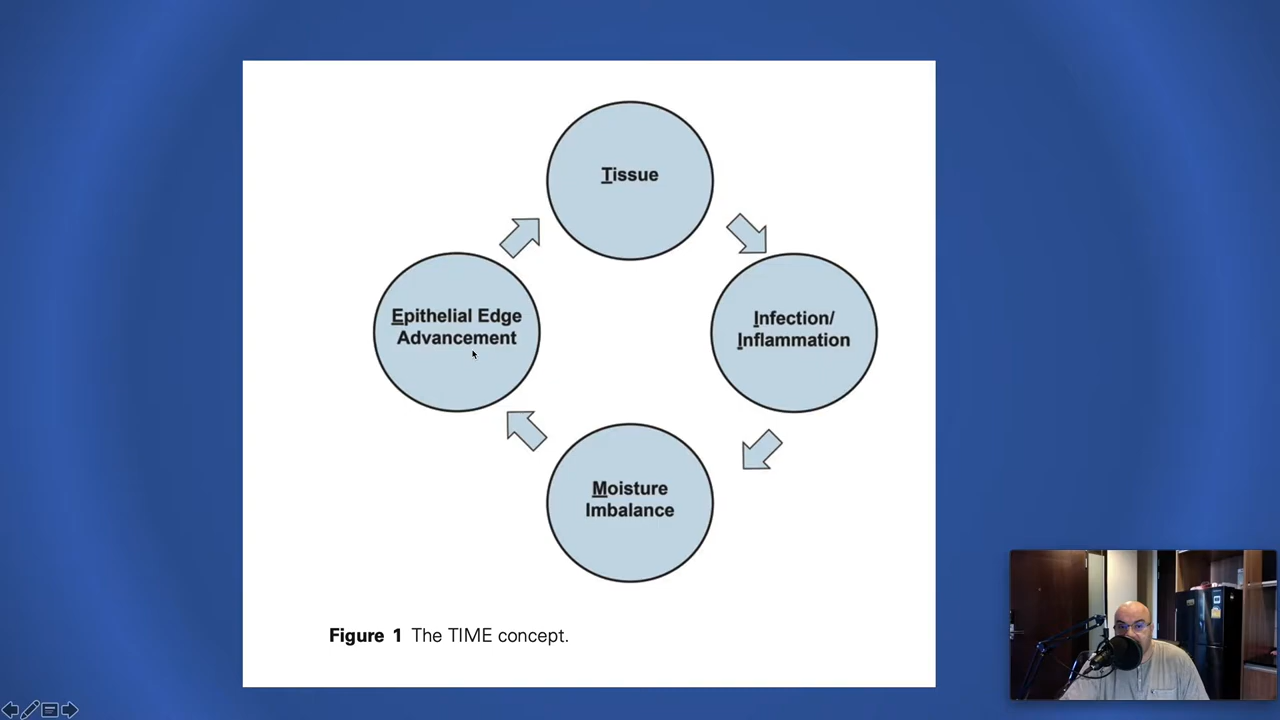 Tissue
Infection/
Inflammation
Moisture
Imbalance
Epithelial Edge
Advancement
Figure 1 The TIME concept.